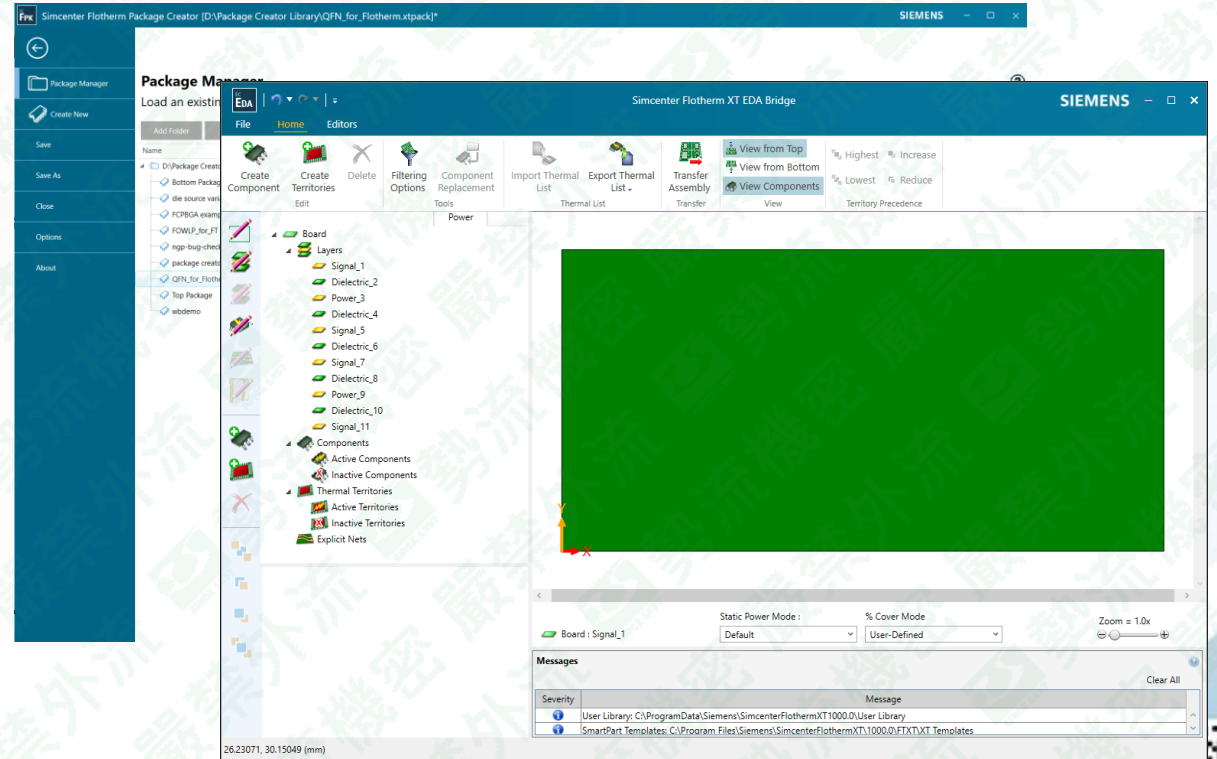 FPK Simcenter Flotherm Package Creator [D:\Package Creator Library\QFN_for_Flotherm.xtpack]* SIEMENS
Package Manager
Create New
Save
Save As
Close
Options
About
Package Manager
Load an existin
Add Folder
Name
D:\Package Creato
Bottom Packag
die source vari
FCPBGA examp
FOWLP_for_FT
ngp-bug-check
package creato
QFN_for_Flothe
Top Package
wbdemo
SC EDA Simcenter Flotherm XT EDA Bridge SIEMENS
File Home Editors
Create Component
Create Territories
Delete
Filtering Options
Component Replacement
Import Thermal List
Export Thermal List
Transfer Assembly
View from Top
View from Bottom
View Components
Highest Increase
Lowest Reduce
Edit Tools Thermal List Transfer View Territory Precedence
Power
Board
Layers
Signal_1
Dielectric_2
Power_3
Dielectric_4
Signal_5
Dielectric_6
Signal_7
Dielectric_8
Power_9
Dielectric_10
Signal_11
Components
Active Components
Inactive Components
Thermal Territories
Active Territories
Inactive Territories
Explicit Nets
Y
X
Static Power Mode : % Cover Mode
Board : Signal_1 Default User-Defined Zoom = 1.0x
Messages
Clear All
Severity Message
User Library: C:\ProgramData\Siemens\SimcenterFlothermXT1000.0\User Library
SmartPart Templates: C:\Program Files\Siemens\SimcenterFlothermXT\1000.0\FTXT\XT Templates
26.23071, 30.15049 (mm)